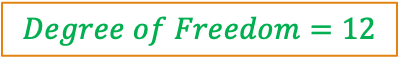 Degree of Freedom = 12